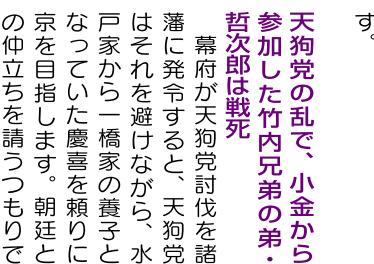 す。
天狗党の乱で、小金から
参加した竹内兄弟の弟・
哲次郎は戦死
　幕府が天狗党討伐を諸
藩に発令すると、天狗党
はそれを避けながら、水
戸家から一橋家の養子と
なっていた慶喜を頼りに
京を目指します。朝廷と
の仲立ちを請うつもりで